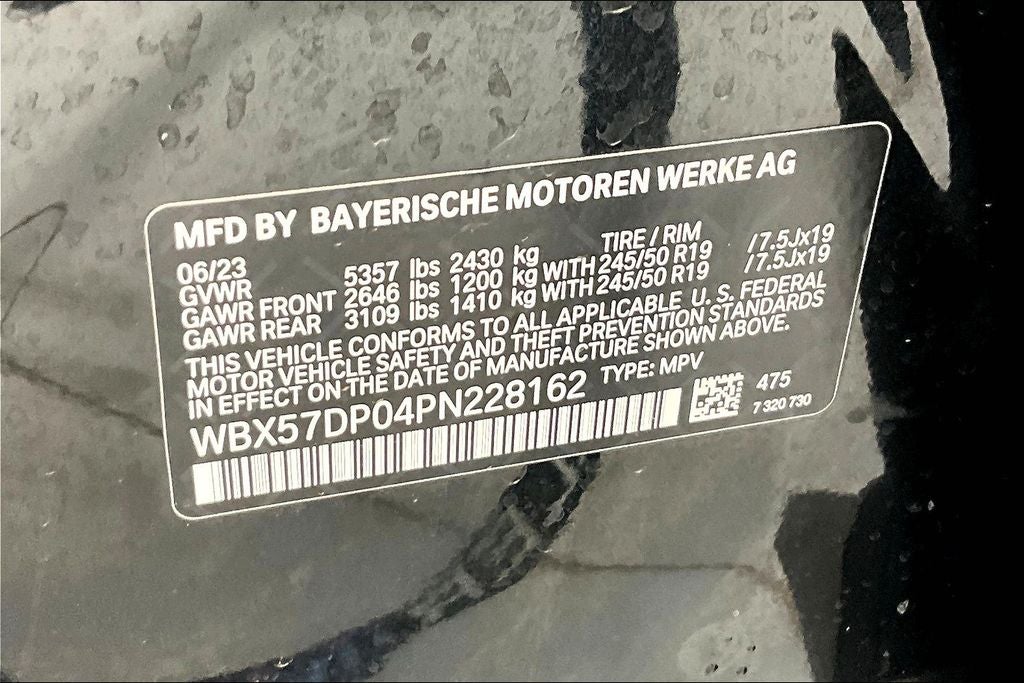 MFD BY BAYERISCHE MOTOREN WERKE AG
06/23 TIRE / RIM
GVWR 5357 lbs 2430 kg
GAWR FRONT 2646 lbs 1200 kg WITH 245/50 R19 /7.5Jx19
GAWR REAR 3109 lbs 1410 kg WITH 245/50 R19 /7.5Jx19
THIS VEHICLE CONFORMS TO ALL APPLICABLE U. S. FEDERAL
MOTOR VEHICLE SAFETY AND THEFT PREVENTION STANDARDS
IN EFFECT ON THE DATE OF MANUFACTURE SHOWN ABOVE.
WBX57DP04PN228162 TYPE: MPV
475
7 320 730